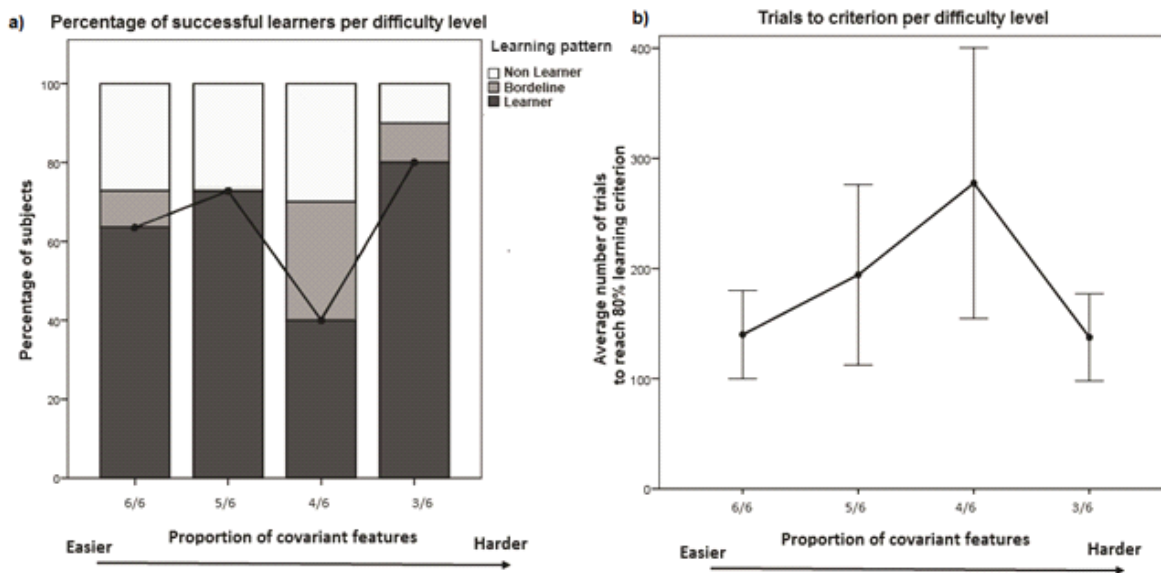 a) Percentage of successful learners per difficulty level
Learning pattern
Non Learner
Bordeline
Learner
Percentage of subjects
100
80
60
40
20
0
6/6 5/6 4/6 3/6
Proportion of covariant features
Easier Harder
b) Trials to criterion per difficulty level
Average number of trials
to reach 80% learning criterion
400
300
200
100
0
6/6 5/6 4/6 3/6
Proportion of covariant features
Easier Harder